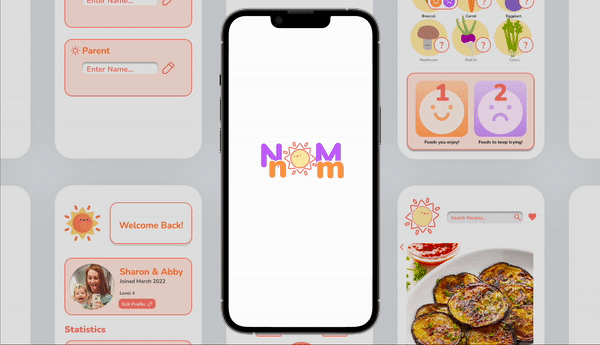 Enter Name...
Parent
Enter Name...
Welcome Back!
Sharon & Abby
Joined March 2022
Level 4
Edit Profile
Statistics
NOM
nom
Broccoli
Carrot
Eggplant
?
?
?
Mushroom
Radish
Celery
1
2
Foods you enjoy!
Foods to keep trying!
Search Recipes...